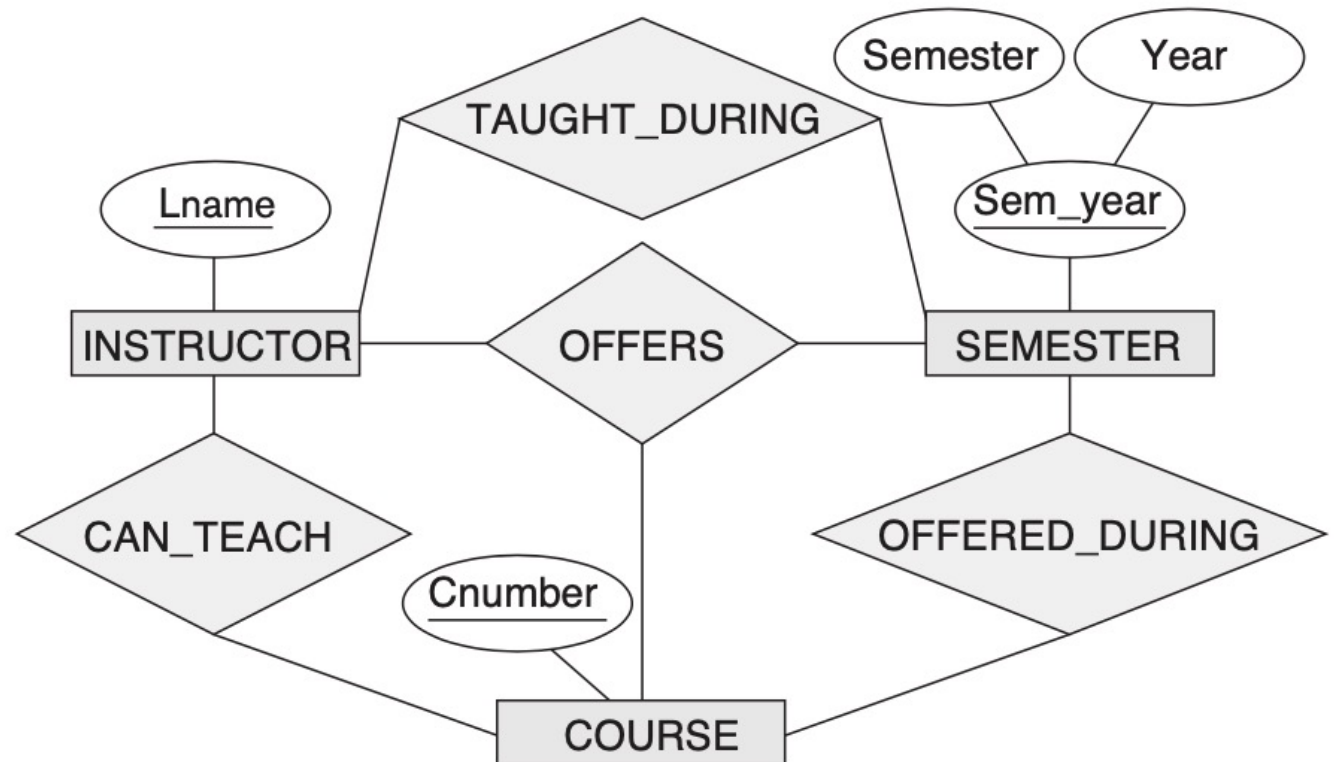 Semester
Year
TAUGHT_DURING
Lname
Sem_year
INSTRUCTOR
OFFERS
SEMESTER
CAN_TEACH
OFFERED_DURING
Cnumber
COURSE